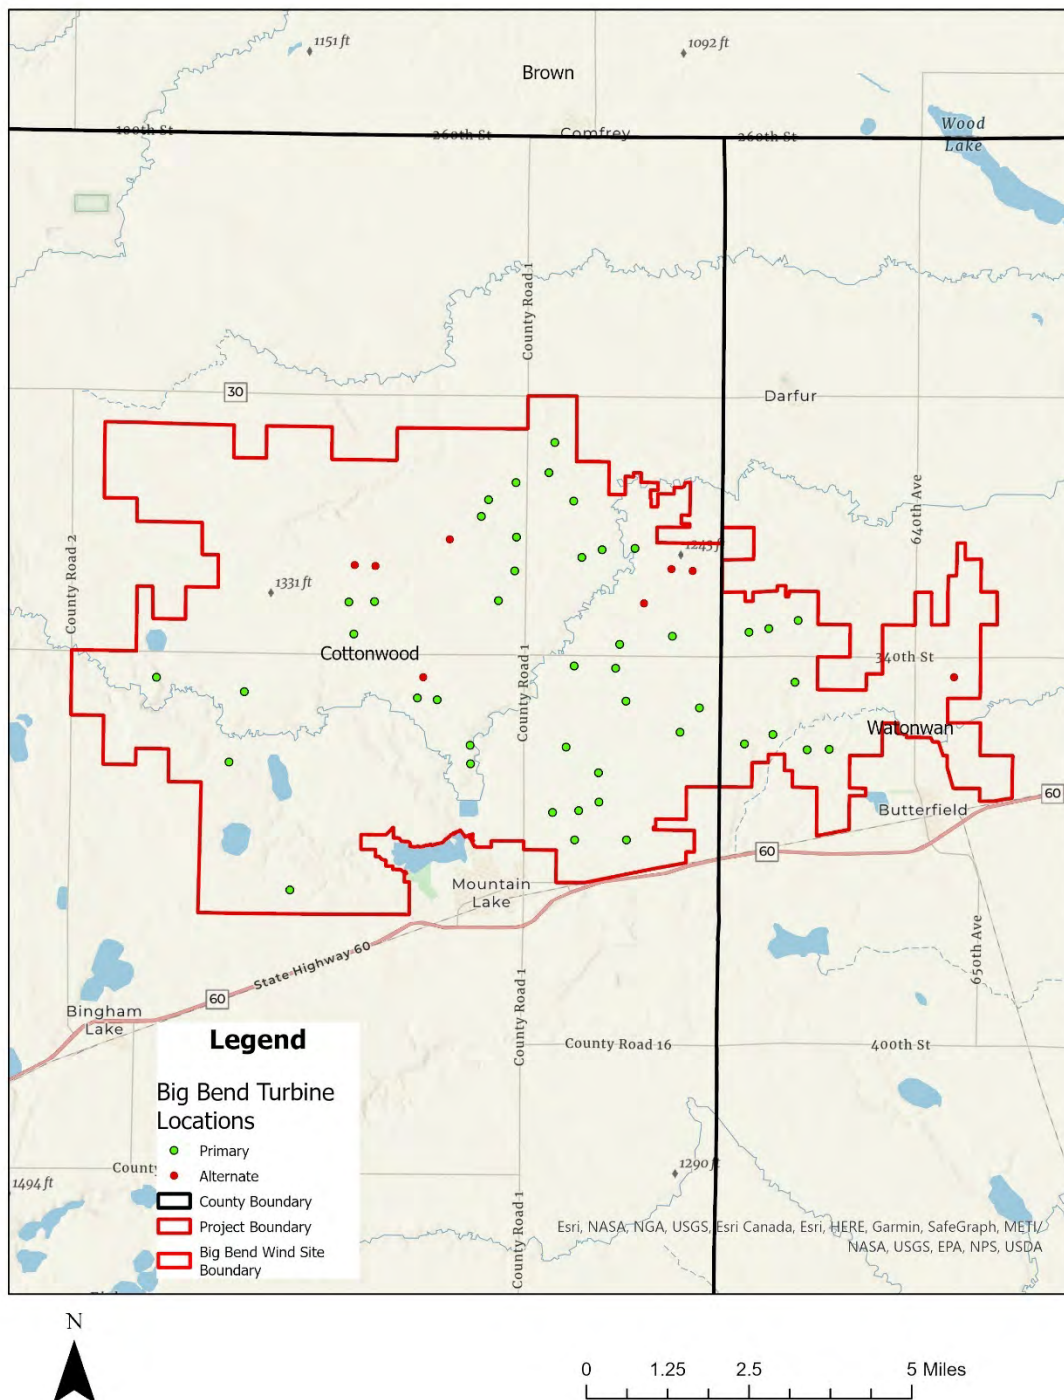 1151 ft
1092 ft
Brown
100th St
260th St
Comfrey
260th St
Wood
Lake
County Road 1
30
Darfur
640th Ave
County Road 2
1243 ft
1331 ft
Cottonwood
340th St
County Road 1
Watonwan
60
Butterfield
60
Mountain
Lake
State Highway 60
650th Ave
60
Bingham
Lake
County Road 1
County Road 16
400th St
Legend
Big Bend Turbine
Locations
Primary
Alternate
County Boundary
Project Boundary
Big Bend Wind Site
Boundary
County
1494 ft
1290 ft
County Road 1
Esri, NASA, NGA, USGS, Esri Canada, Esri, HERE, Garmin, SafeGraph, METI/
NASA, USGS, EPA, NPS, USDA
N
0 1.25 2.5 5 Miles